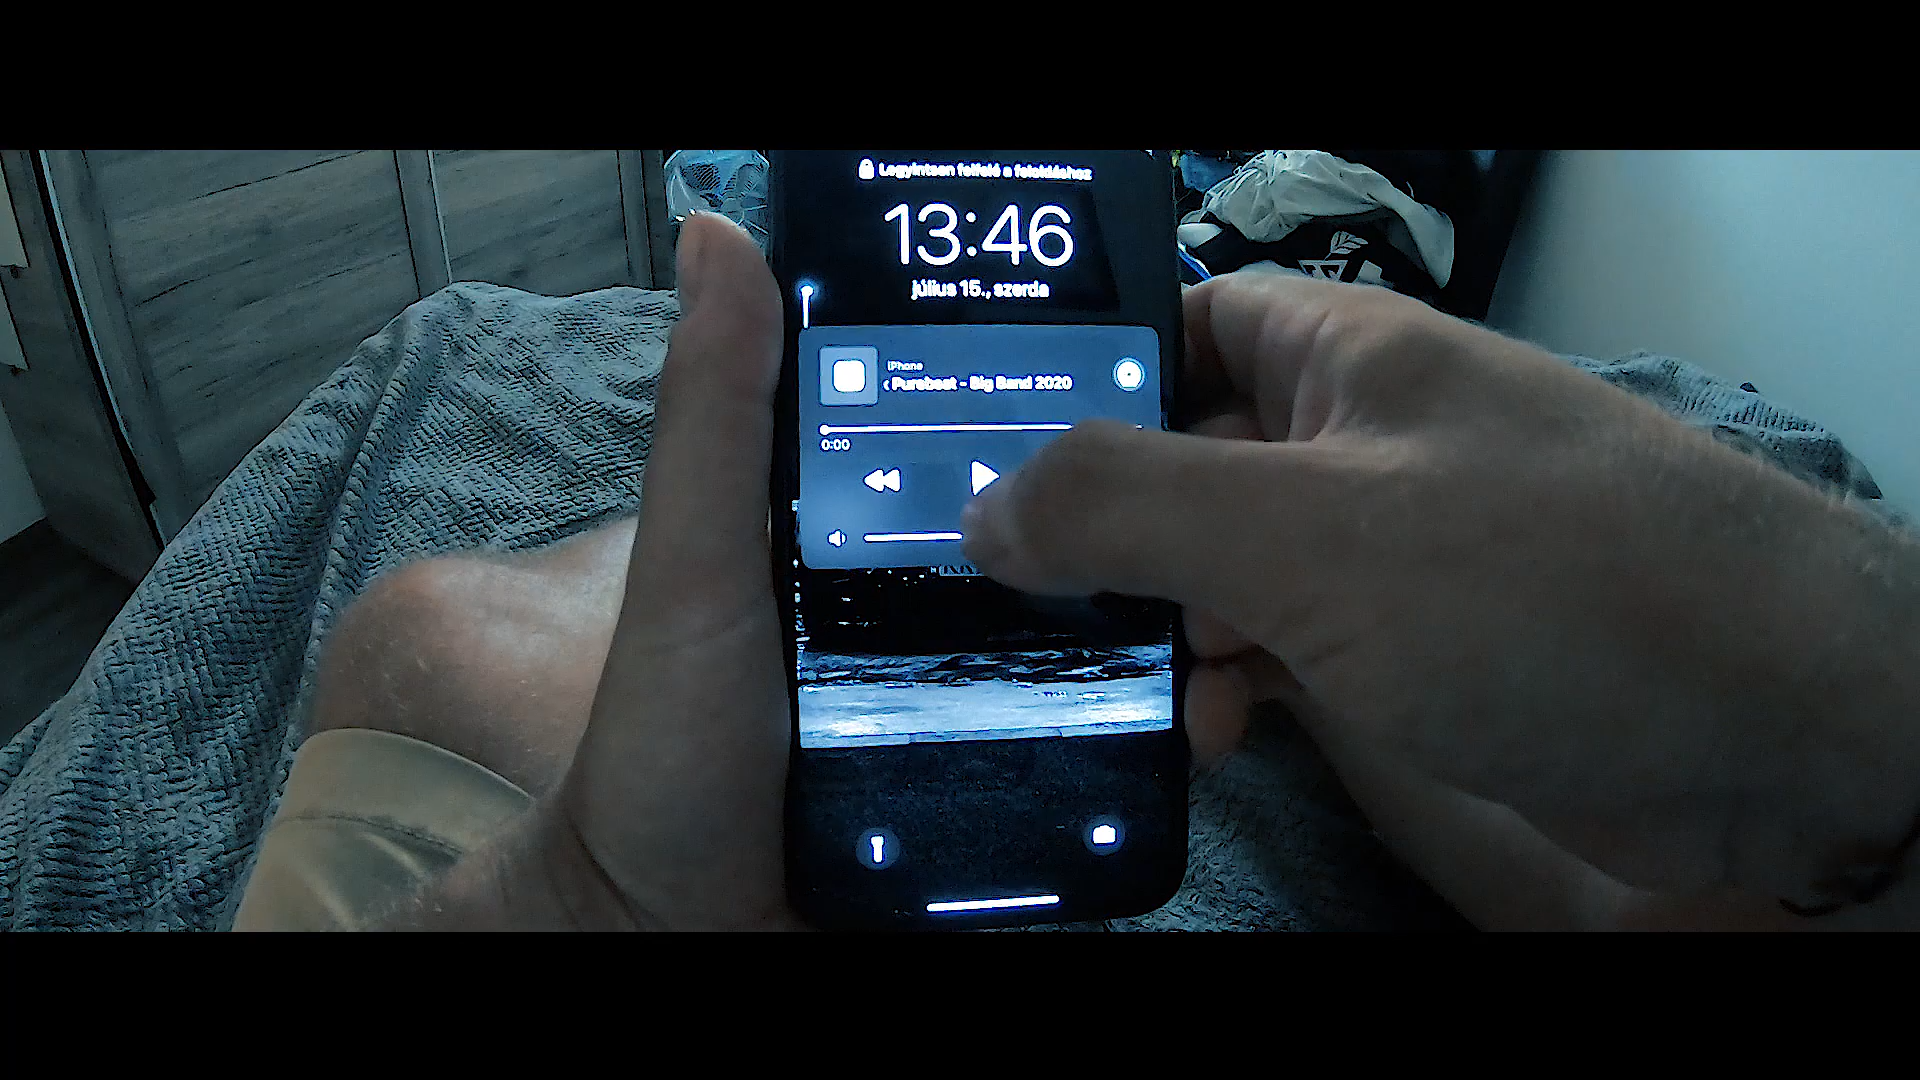 Legyintsen felfelé a feloldáshoz
13:46
július 15., szerda
iPhone
‹ Purebeat - Big Band 2020
0:00